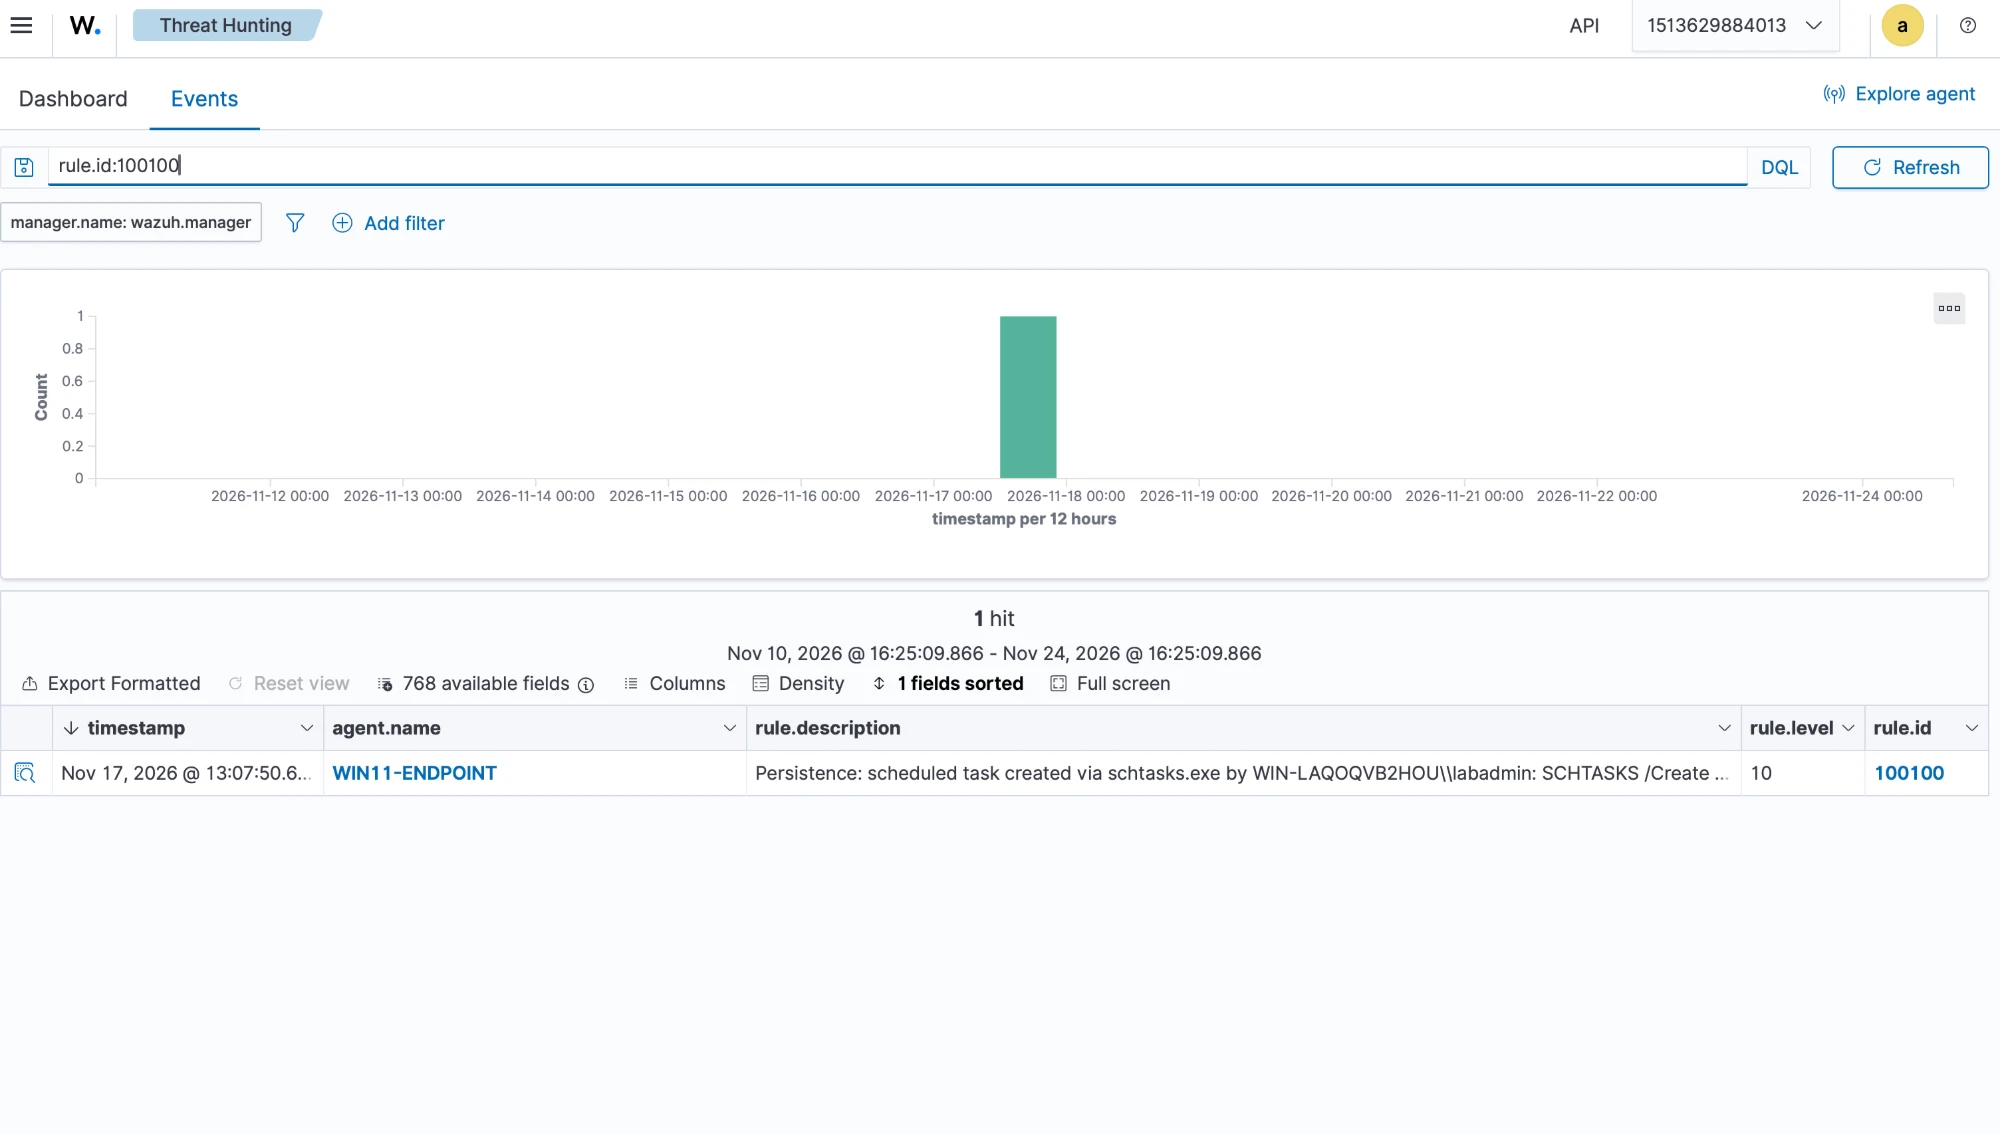 W. Threat Hunting API 1513629884013 a
Dashboard Events Explore agent
rule.id:100100 DQL Refresh
manager.name: wazuh.manager Add filter
1
0.8
0.6
0.4
0.2
0
Count
2026-11-12 00:00 2026-11-13 00:00 2026-11-14 00:00 2026-11-15 00:00 2026-11-16 00:00 2026-11-17 00:00 2026-11-18 00:00 2026-11-19 00:00 2026-11-20 00:00 2026-11-21 00:00 2026-11-22 00:00 2026-11-24 00:00
timestamp per 12 hours
1 hit
Nov 10, 2026 @ 16:25:09.866 - Nov 24, 2026 @ 16:25:09.866
Export Formatted Reset view 768 available fields Columns Density 1 fields sorted Full screen
timestamp agent.name rule.description rule.level rule.id
Nov 17, 2026 @ 13:07:50.6... WIN11-ENDPOINT Persistence: scheduled task created via schtasks.exe by WIN-LAQOQVB2HOU\\labadmin: SCHTASKS /Create ... 10 100100